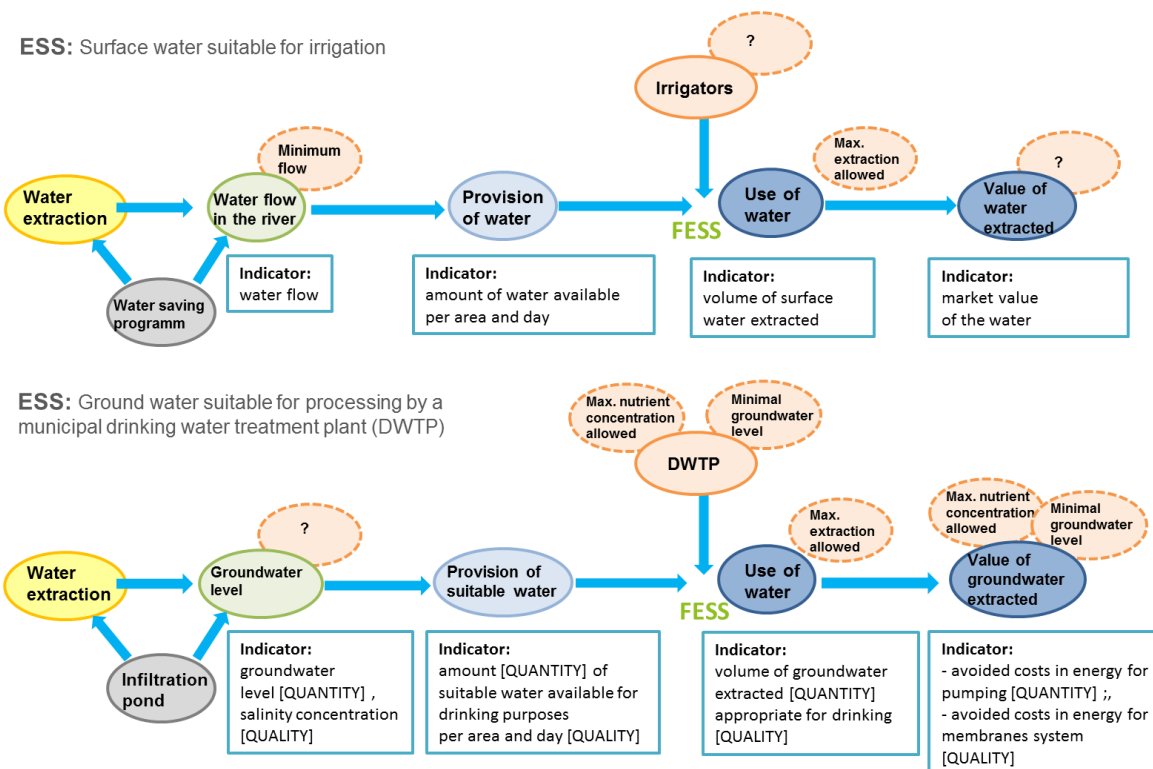 ESS: Surface water suitable for irrigation
?
Irrigators
Minimum
flow
Max.
extraction
allowed
?
Water
extraction
Water flow
in the river
Provision
of water
Use of
water
Value of
water
extracted
FESS
Water saving
programm
Indicator:
water flow
Indicator:
amount of water available
per area and day
Indicator:
volume of surface
water extracted
Indicator:
market value
of the water
ESS: Ground water suitable for processing by a
municipal drinking water treatment plant (DWTP)
Max. nutrient
concentration
allowed
Minimal
groundwater
level
DWTP
?
Max.
extraction
allowed
Max. nutrient
concentration
allowed
Minimal
groundwater
level
Water
extraction
Groundwater
level
Provision of
suitable water
Use of
water
Value of
groundwater
extracted
FESS
Infiltration
pond
Indicator:
groundwater
level [QUANTITY] ,
salinity concentration
[QUALITY]
Indicator:
amount [QUANTITY] of
suitable water available for
drinking purposes
per area and day [QUALITY]
Indicator:
volume of groundwater
extracted [QUANTITY]
appropriate for drinking
[QUALITY]
Indicator:
- avoided costs in energy for
pumping [QUANTITY] ;,
- avoided costs in energy for
membranes system
[QUALITY]